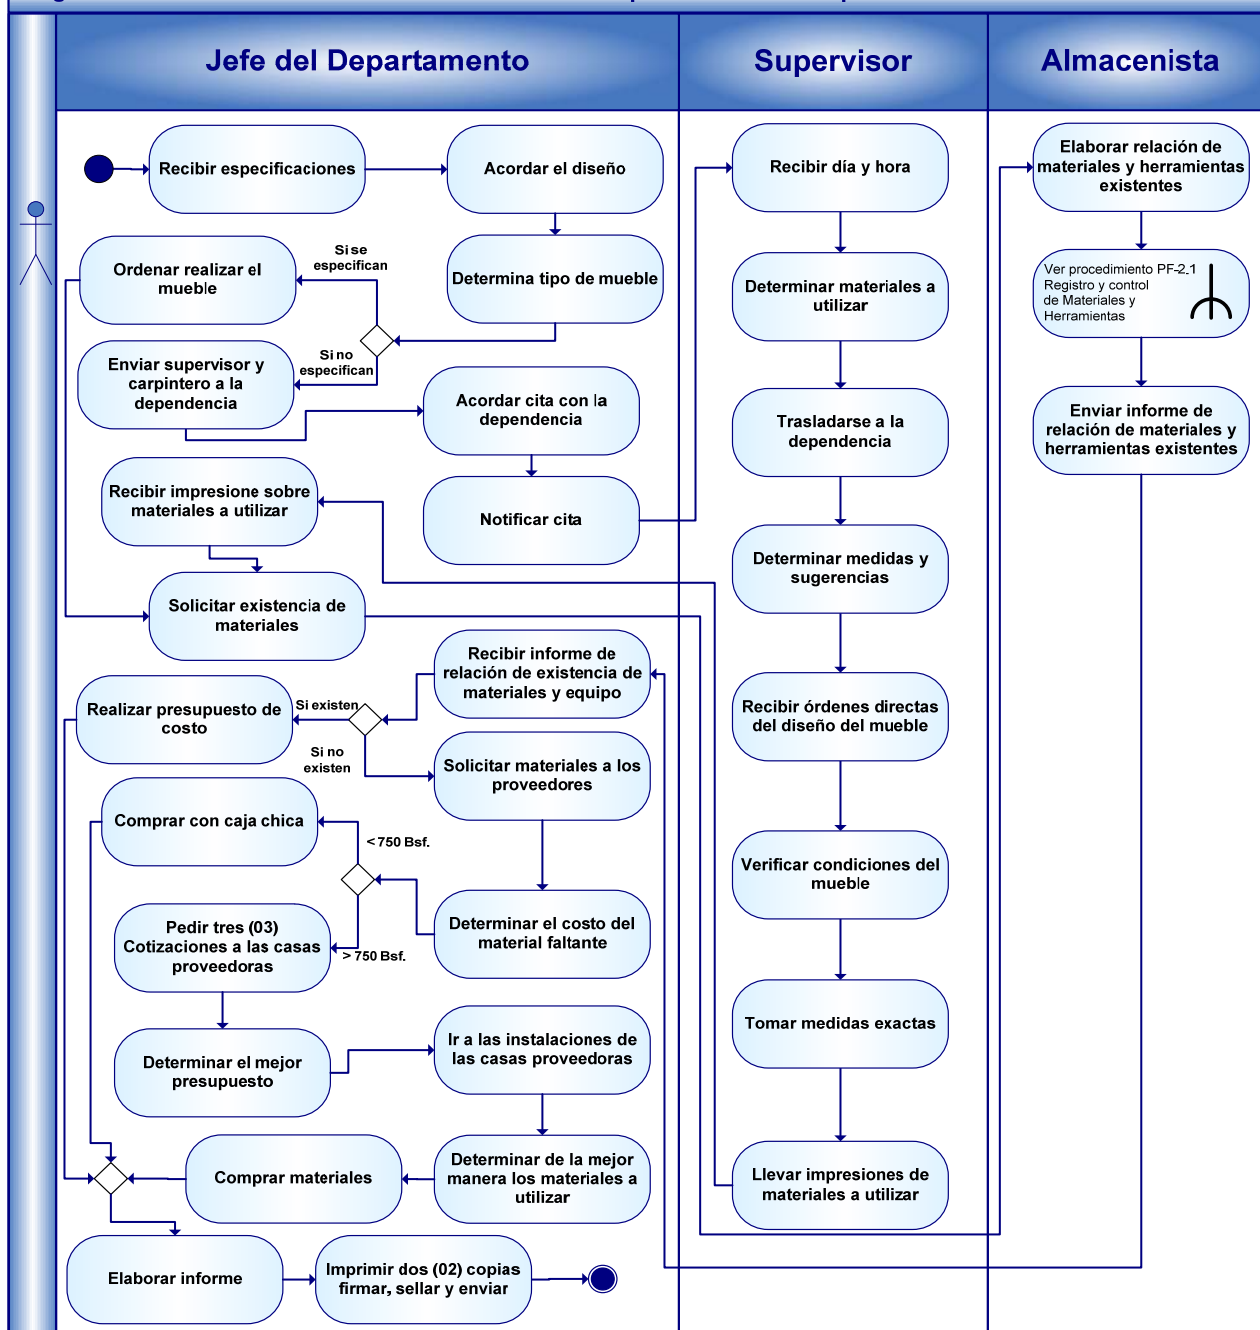 Jefe del Departamento
Supervisor
Almacenista
Recibir especificaciones
Acordar el diseño
Si se
especifican
Ordenar realizar el
mueble
Determina tipo de mueble
Si no
especifican
Enviar supervisor y
carpintero a la
dependencia
Acordar cita con la
dependencia
Recibir impresione sobre
materiales a utilizar
Notificar cita
Solicitar existencia de
materiales
Recibir informe de
relación de existencia de
materiales y equipo
Realizar presupuesto de
costo
Si existen
Si no
existen
Solicitar materiales a los
proveedores
Comprar con caja chica
< 750 Bsf.
Determinar el costo del
material faltante
Pedir tres (03)
Cotizaciones a las casas
proveedoras
> 750 Bsf.
Determinar el mejor
presupuesto
Ir a las instalaciones de
las casas proveedoras
Comprar materiales
Determinar de la mejor
manera los materiales a
utilizar
Elaborar informe
Imprimir dos (02) copias
firmar, sellar y enviar
Recibir día y hora
Determinar materiales a
utilizar
Trasladarse a la
dependencia
Determinar medidas y
sugerencias
Recibir órdenes directas
del diseño del mueble
Verificar condiciones del
mueble
Tomar medidas exactas
Llevar impresiones de
materiales a utilizar
Elaborar relación de
materiales y herramientas
existentes
Ver procedimiento PF-2.1
Registro y control
de Materiales y
Herramientas
Enviar informe de
relación de materiales y
herramientas existentes